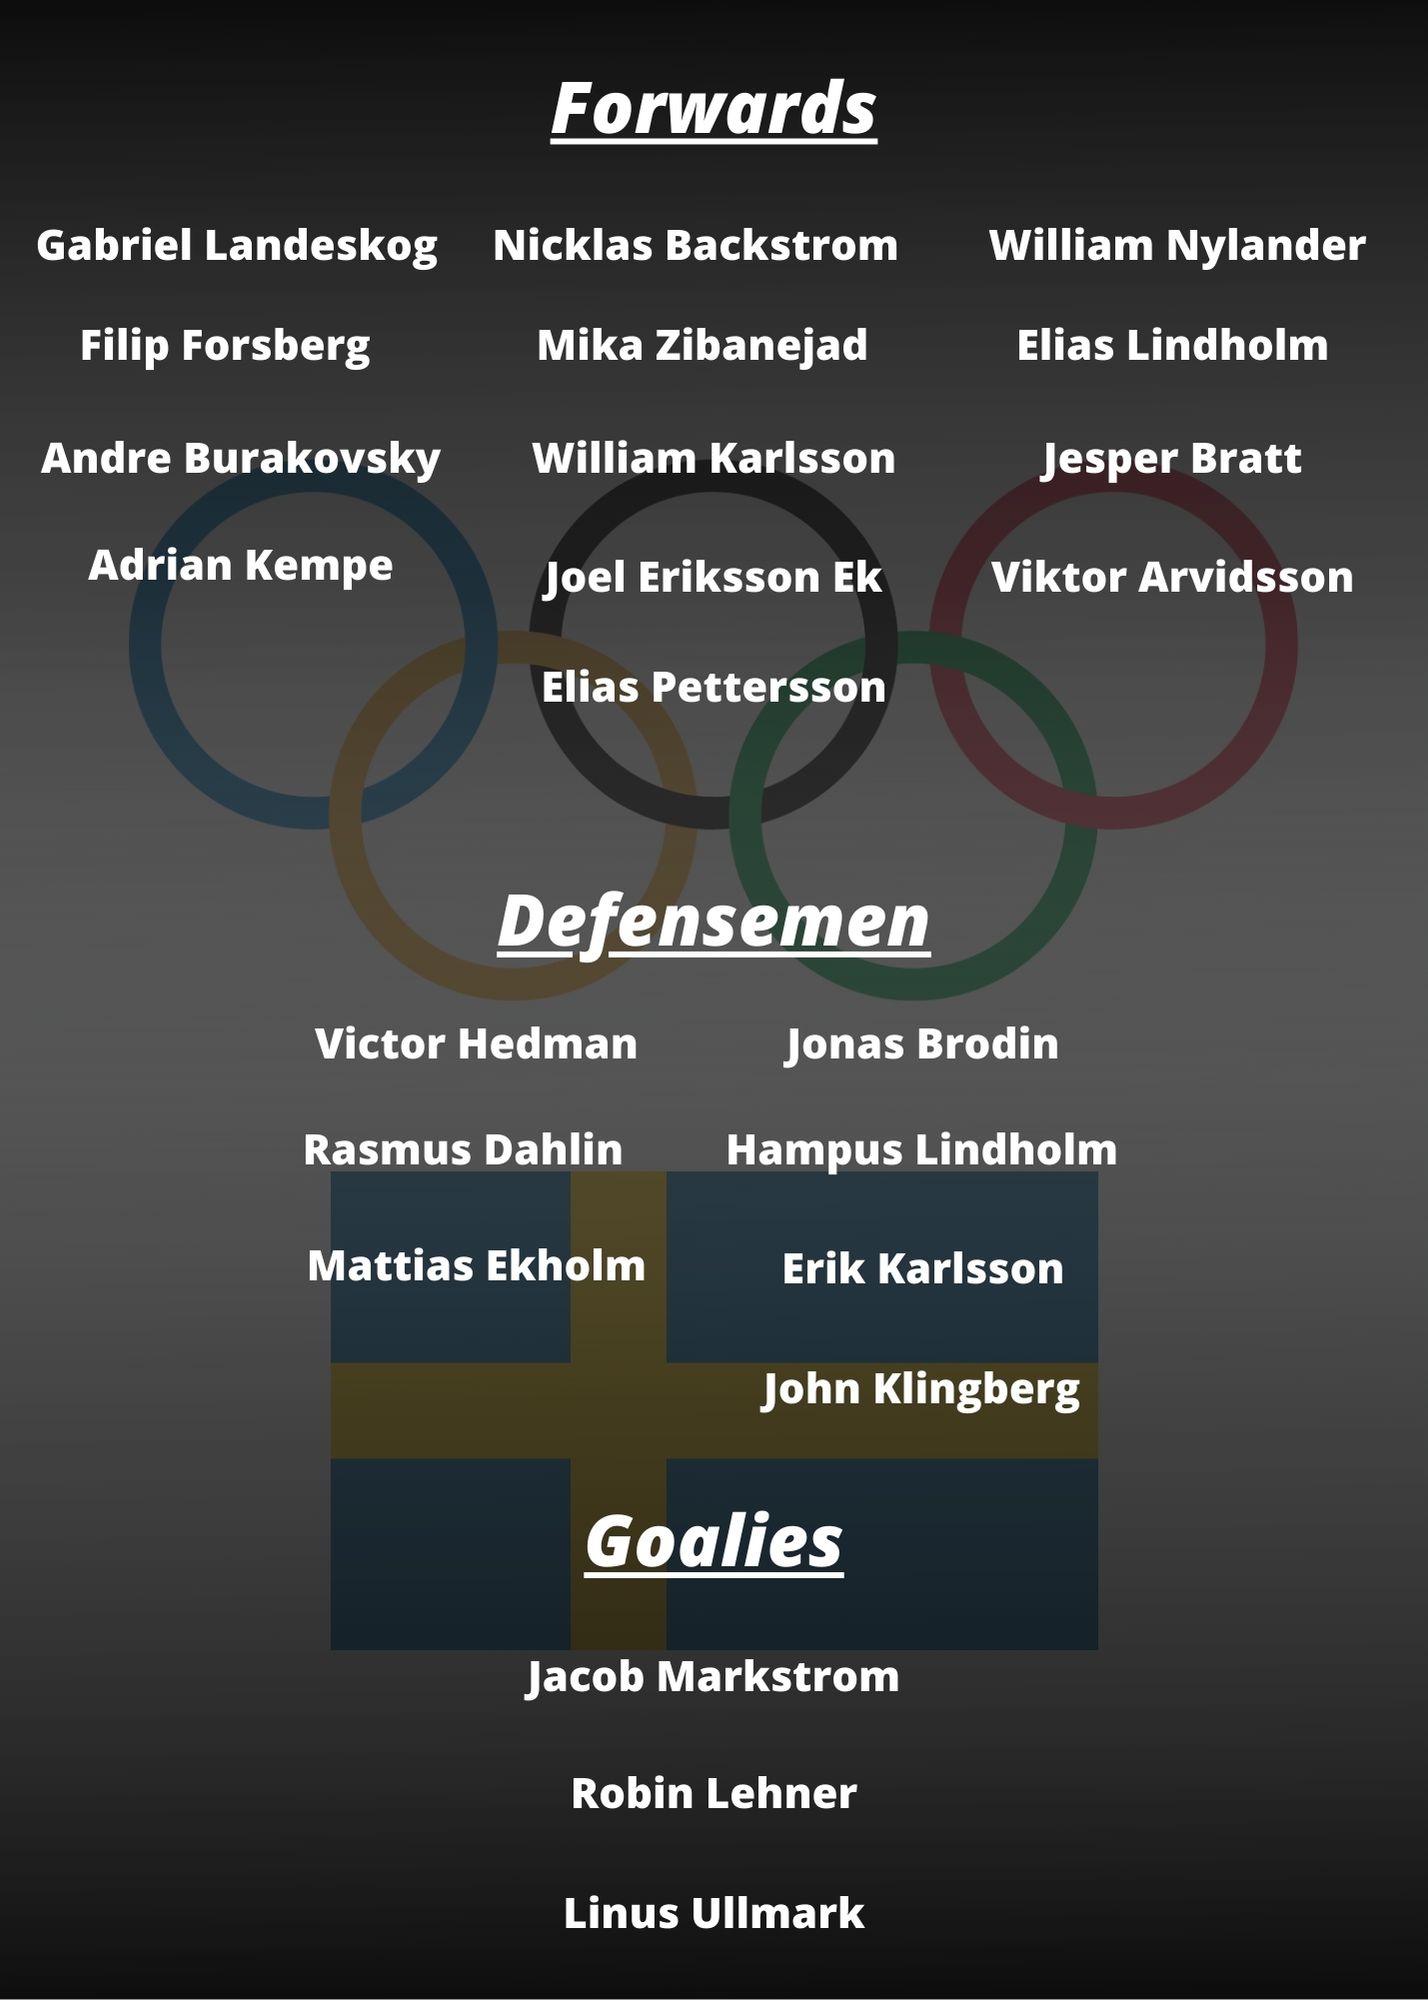 Forwards
Gabriel Landeskog Nicklas Backstrom William Nylander
Filip Forsberg Mika Zibanejad Elias Lindholm
Andre Burakovsky William Karlsson Jesper Bratt
Adrian Kempe Joel Eriksson Ek Viktor Arvidsson
Elias Pettersson
Defensemen
Victor Hedman Jonas Brodin
Rasmus Dahlin Hampus Lindholm
Mattias Ekholm Erik Karlsson
John Klingberg
Goalies
Jacob Markstrom
Robin Lehner
Linus Ullmark